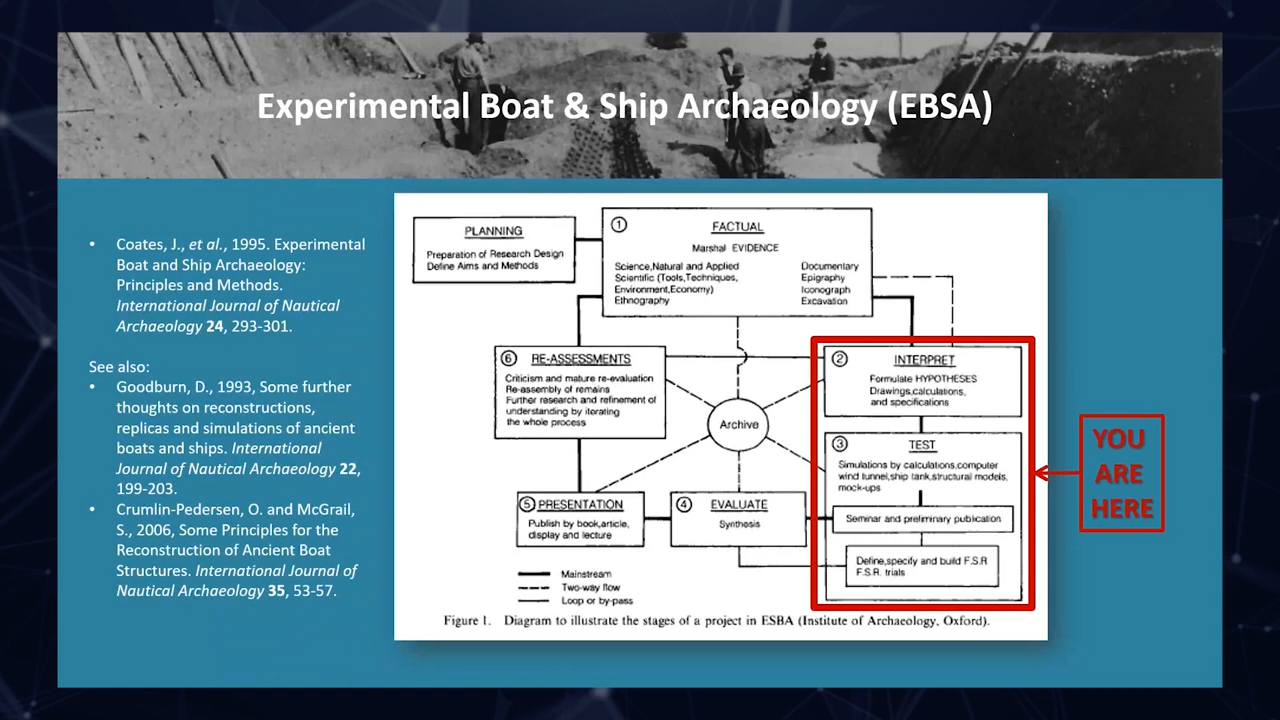 Experimental Boat & Ship Archaeology (EBSA)
• Coates, J., et al., 1995. Experimental
Boat and Ship Archaeology:
Principles and Methods.
International Journal of Nautical
Archaeology 24, 293-301.
See also:
• Goodburn, D., 1993, Some further
thoughts on reconstructions,
replicas and simulations of ancient
boats and ships. International
Journal of Nautical Archaeology 22,
199-203.
• Crumlin-Pedersen, O. and McGrail,
S., 2006, Some Principles for the
Reconstruction of Ancient Boat
Structures. International Journal of
Nautical Archaeology 35, 53-57.
PLANNING
Preparation of Research Design
Define Aims and Methods
1 FACTUAL
Marshal EVIDENCE
Science,Natural and Applied
Scientific (Tools,Techniques,
Environment,Economy)
Ethnography
Documentary
Epigraphy
Iconograph
Excavation
6 RE-ASSESSMENTS
Criticism and mature re-evaluation
Re-assembly of remains
Further research and refinement of
understanding by iterating
the whole process
Archive
2 INTERPRET
Formulate HYPOTHESES
Drawings,calculations,
and specifications
3 TEST
Simulations by calculations,computer
wind tunnel,ship tank,structural models,
mock-ups
Seminar and preliminary publication
Define,specify and build F.S.R
F.S.R. trials
5 PRESENTATION
Publish by book,article,
display and lecture
4 EVALUATE
Synthesis
Mainstream
Two-way flow
Loop or by-pass
Figure 1. Diagram to illustrate the stages of a project in ESBA (Institute of Archaeology, Oxford).
YOU
ARE
HERE